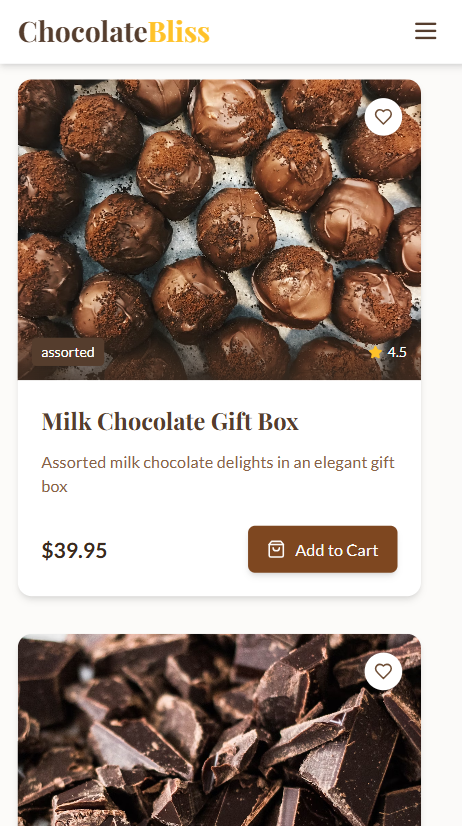 ChocolateBliss
assorted
4.5
Milk Chocolate Gift Box
Assorted milk chocolate delights in an elegant gift
box
$39.95
Add to Cart